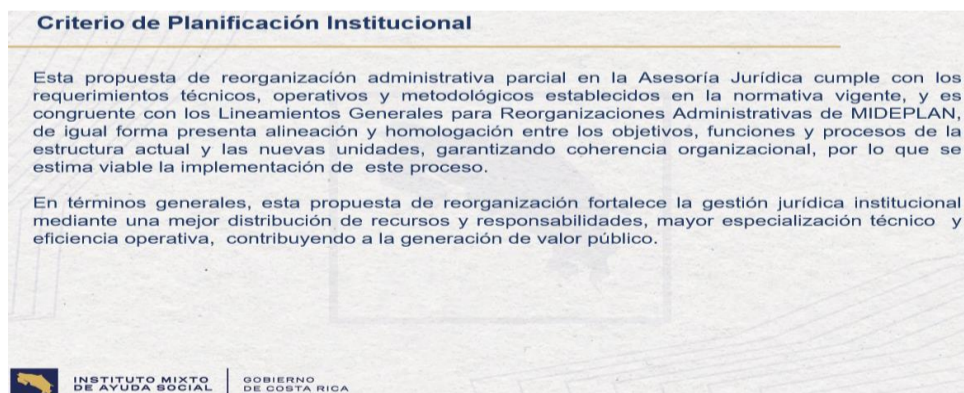 Criterio de Planificación Institucional
Esta propuesta de reorganización administrativa parcial en la Asesoría Jurídica cumple con los
requerimientos técnicos, operativos y metodológicos establecidos en la normativa vigente, y es
congruente con los Lineamientos Generales para Reorganizaciones Administrativas de MIDEPLAN,
de igual forma presenta alineación y homologación entre los objetivos, funciones y procesos de la
estructura actual y las nuevas unidades, garantizando coherencia organizacional, por lo que se
estima viable la implementación de este proceso.
En términos generales, esta propuesta de reorganización fortalece la gestión jurídica institucional
mediante una mejor distribución de recursos y responsabilidades, mayor especialización técnico y
eficiencia operativa, contribuyendo a la generación de valor público.
INSTITUTO MIXTO
DE AYUDA SOCIAL
GOBIERNO
DE COSTA RICA